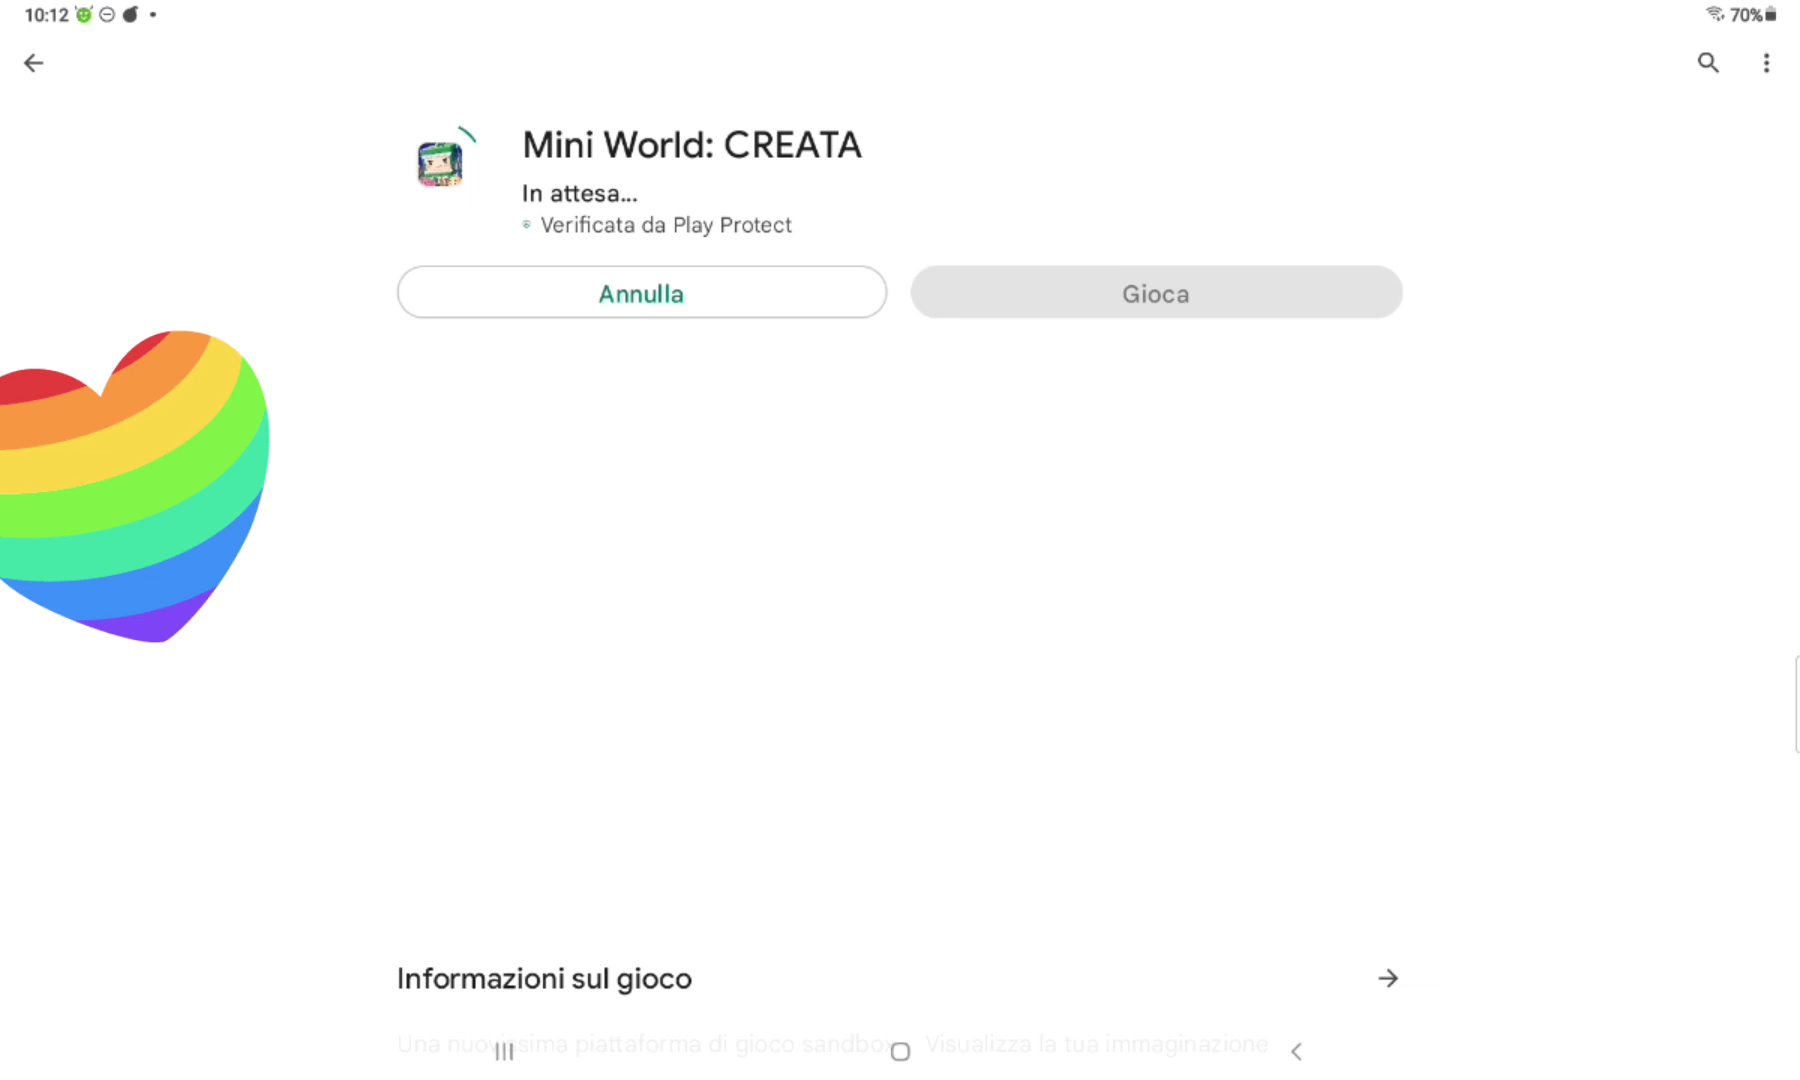 10:12
70%
Mini World: CREATA
In attesa...
Verificata da Play Protect
Annulla
Gioca
Informazioni sul gioco
Una nuovissima piattaforma di gioco sandbox Visualizza la tua immaginazione